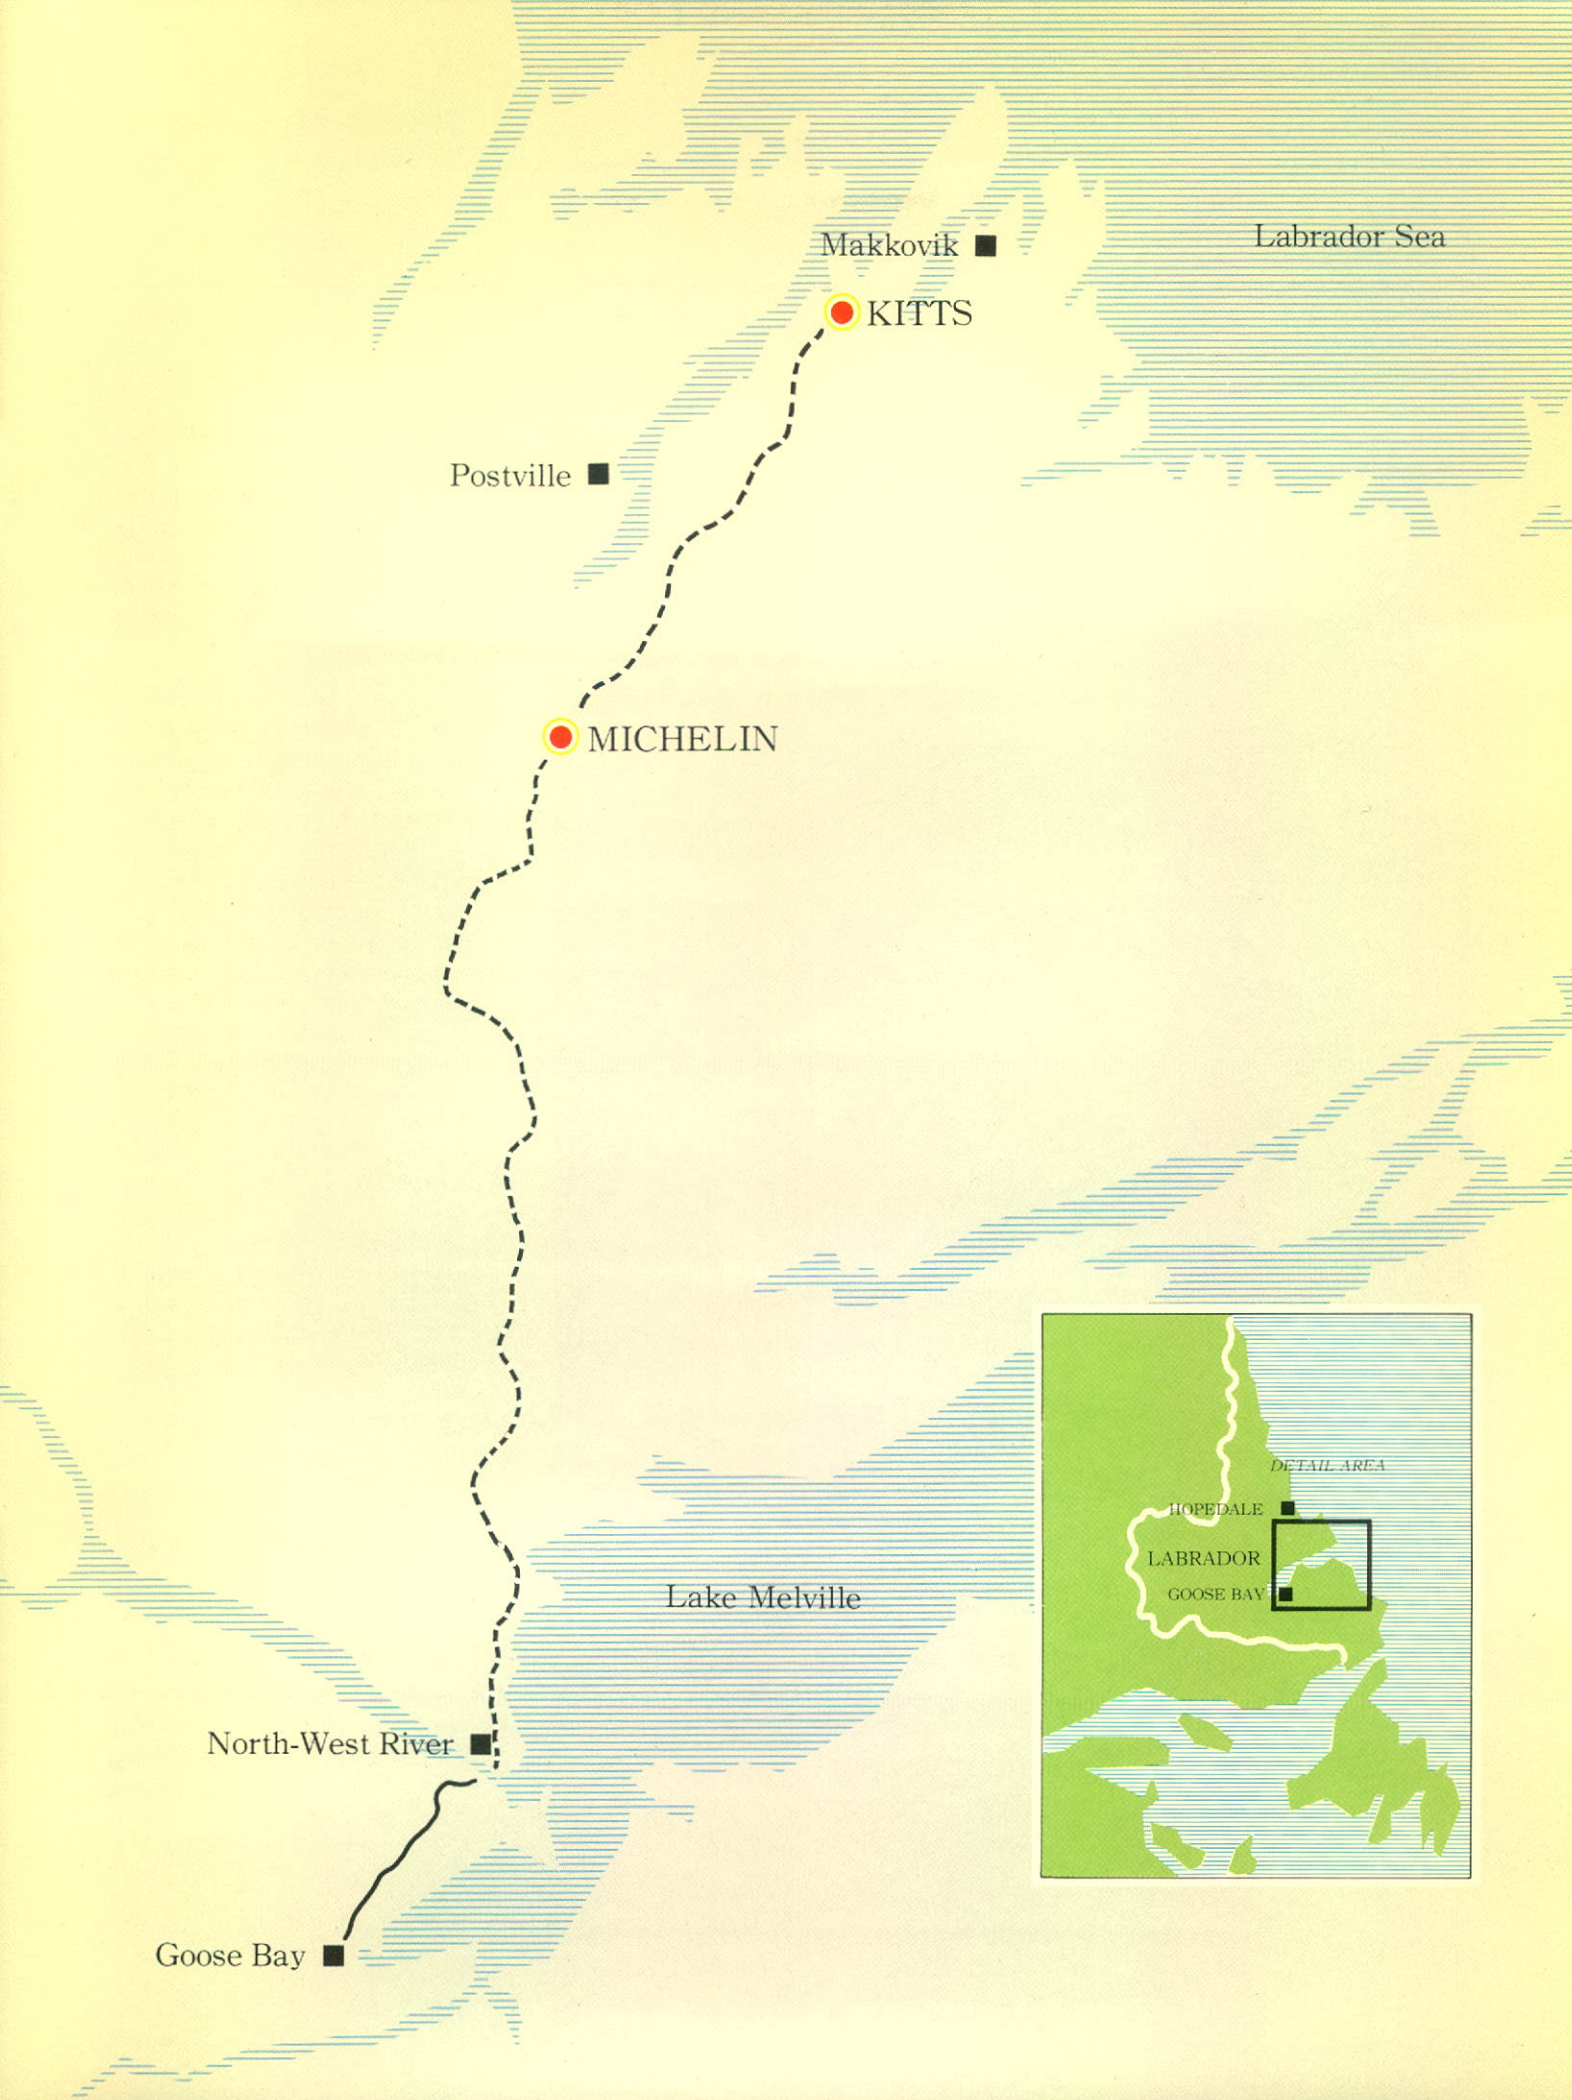 Labrador Sea
Makkovik
KITTS
Postville
MICHELIN
DETAIL AREA
HOPEDALE
LABRADOR
GOOSE BAY
Lake Melville
North-West River
Goose Bay